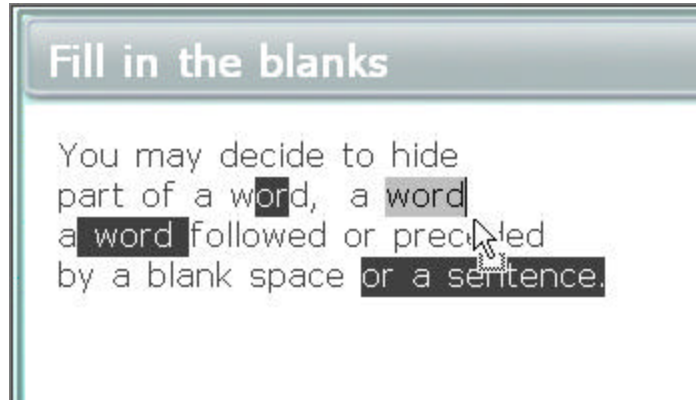 Fill in the blanks
You may decide to hide
part of a word, a word
a word followed or preceded
by a blank space or a sentence.